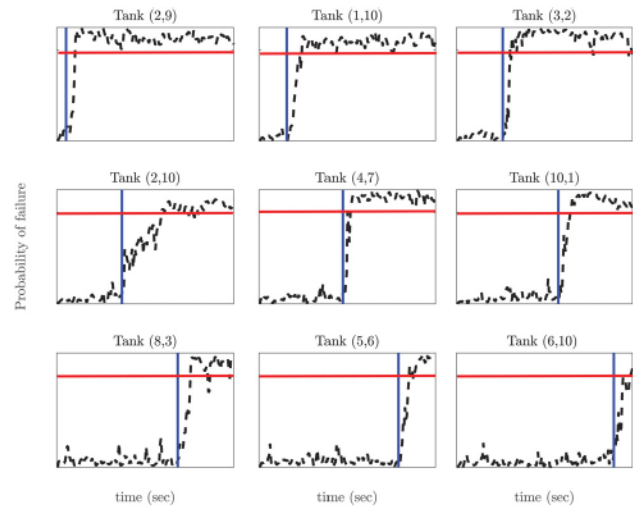 Tank (2,9)
Tank (1,10)
Tank (3,2)
Tank (2,10)
Tank (4,7)
Tank (10,1)
Probability of failure
Tank (8,3)
Tank (5,6)
Tank (6,10)
time (sec)
time (sec)
time (sec)